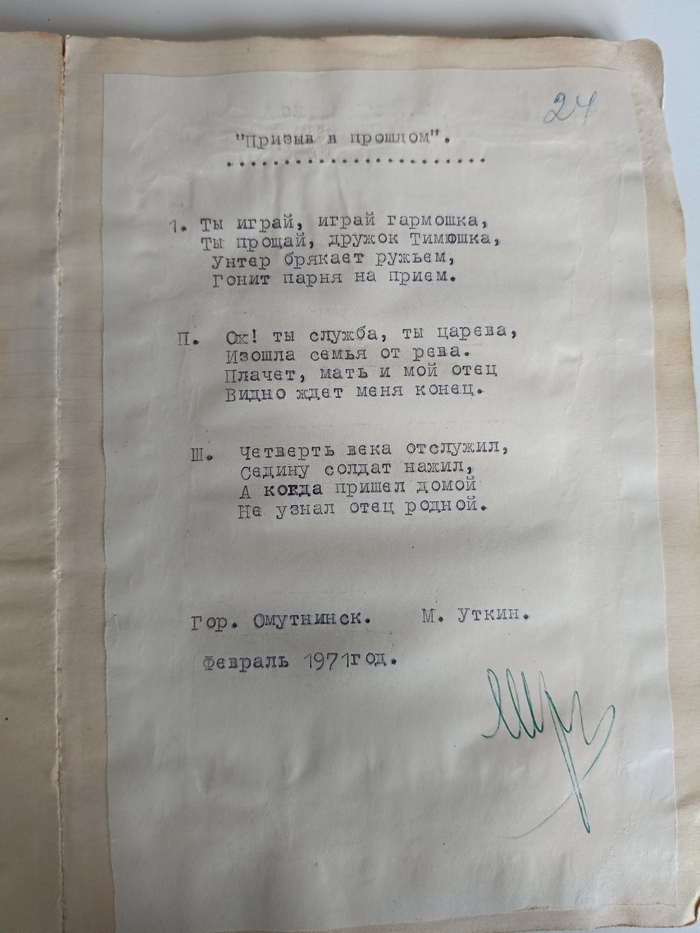 24
"Призыв в прошлом".
.......................
1. Ты играй, играй гармошка,
Ты прощай, дружок Тимюшка,
Унтер брякает ружьем,
Гонит парня на прием.
П. Ох! ты служба, ты царева,
Изошла семья от рева.
Плачет, мать и мой отец
Видно ждет меня конец.
Ш. Четверть века отслужил,
Седину солдат нажил,
А когда пришел домой
Не узнал отец родной.
Гор. Омутнинск. М. Уткин.
Февраль 1971год.